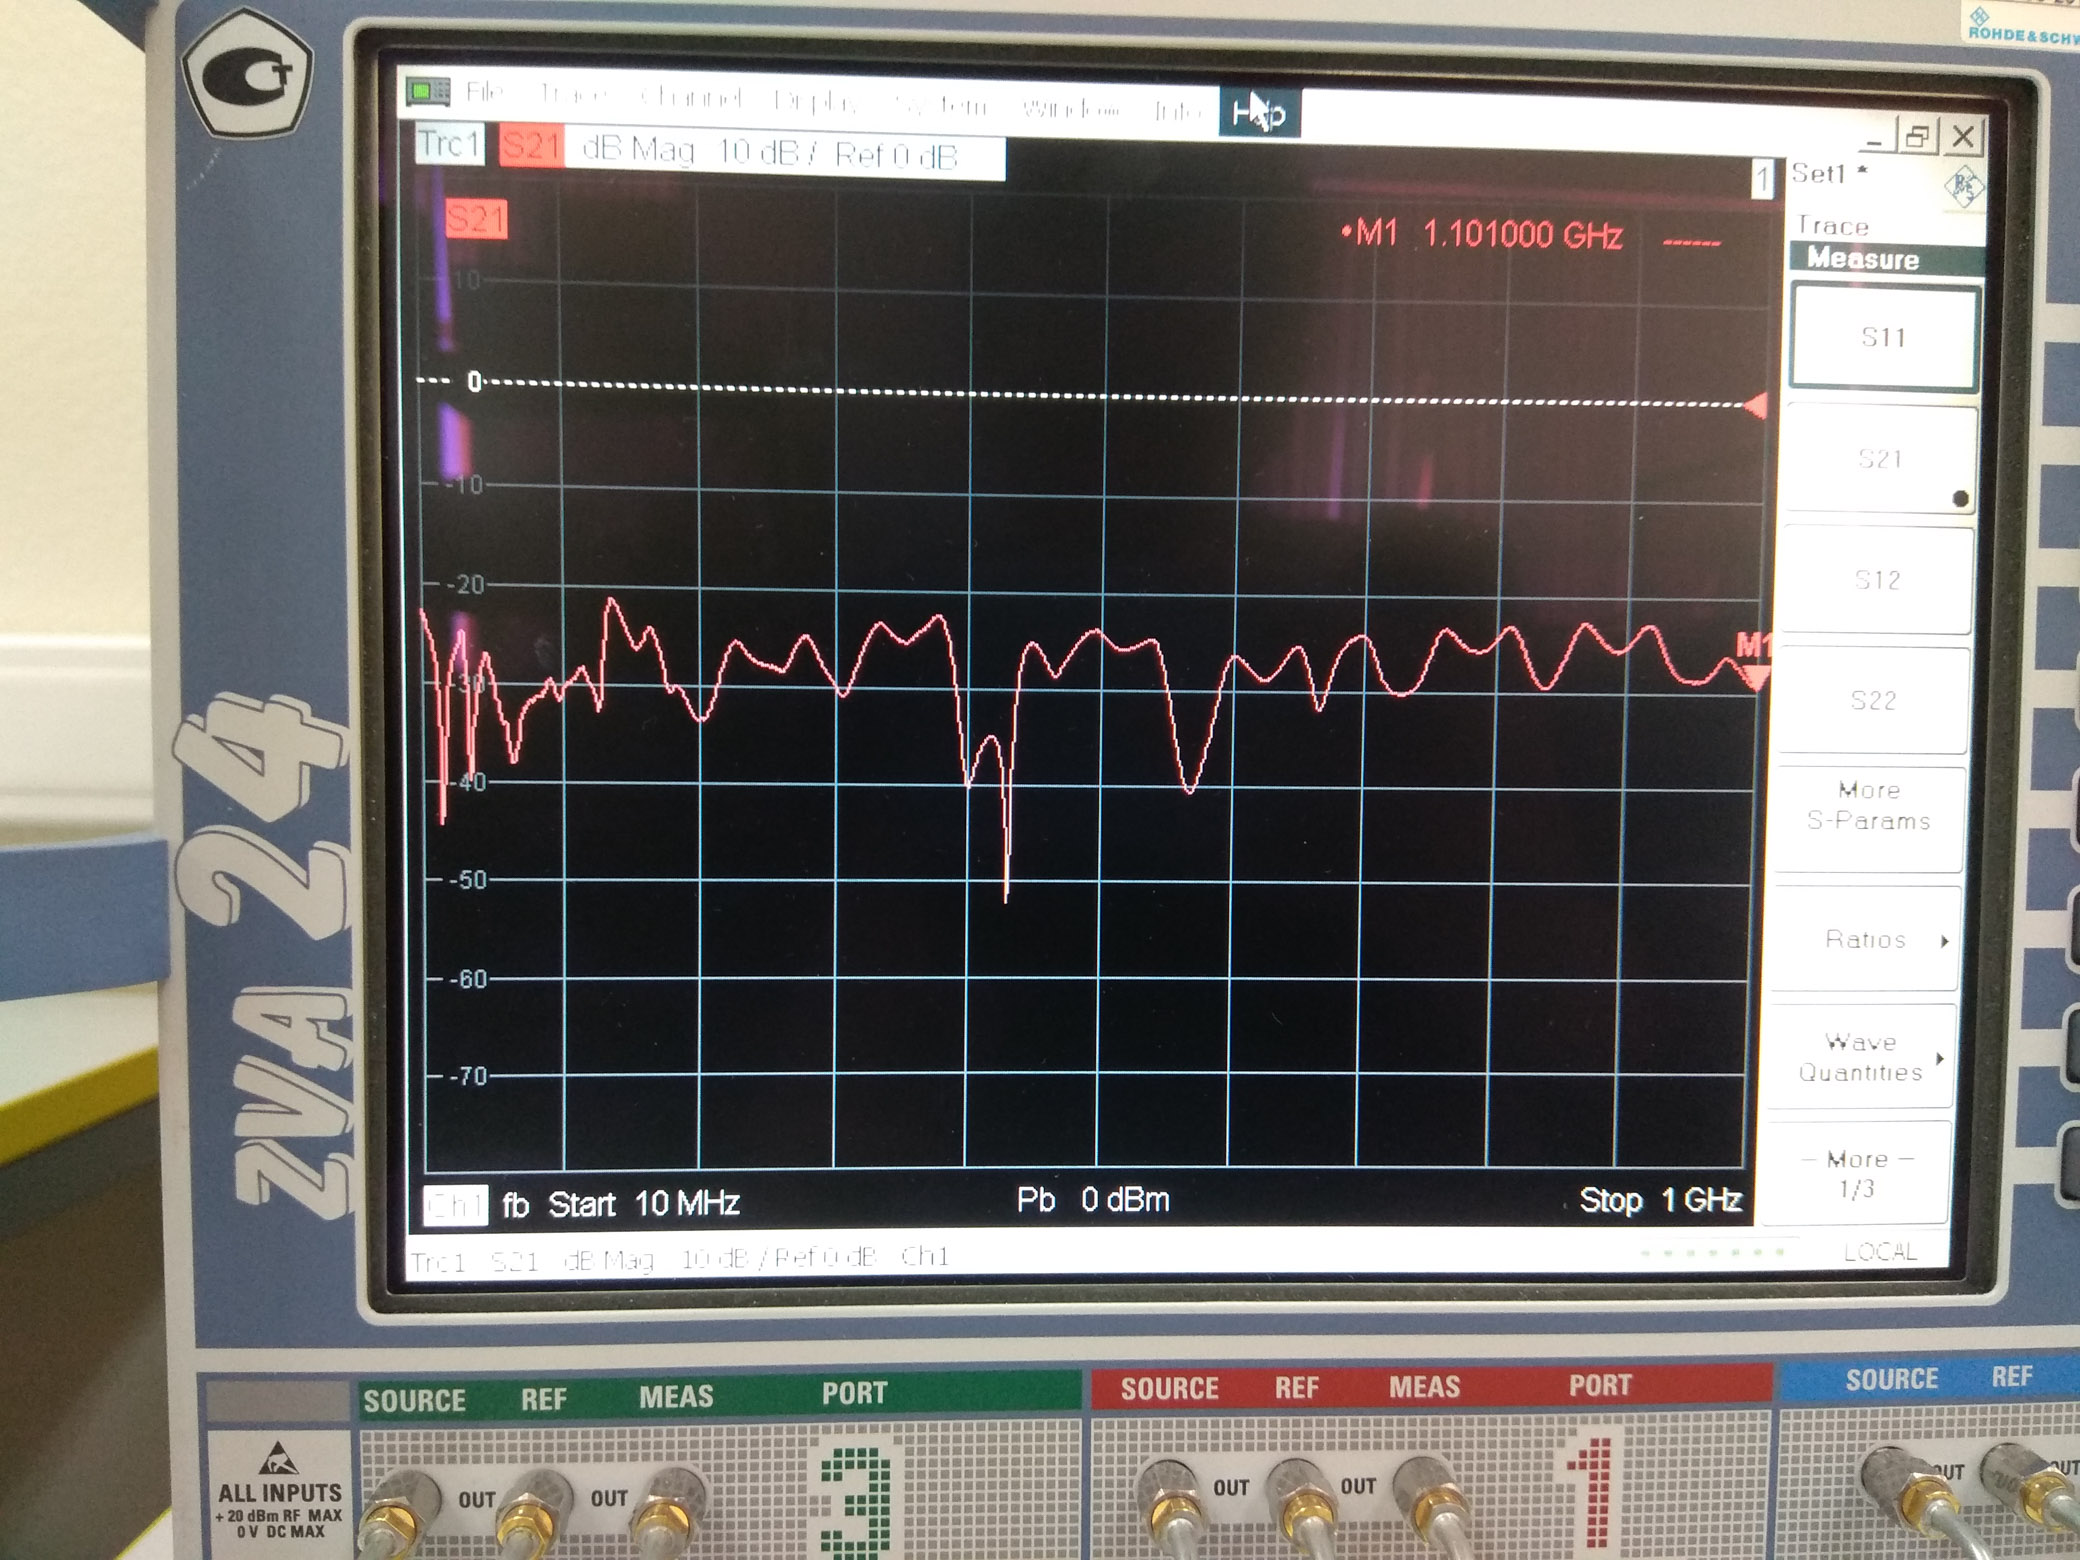 ROHDE&SCHW
File Trace Channel Display System Window Info Help
Trc1 S21 dB Mag 10 dB / Ref 0 dB
1
Set1 *
R&S
S21
•M1 1.101000 GHz ------
Trace
Measure
10
S11
0
S21
-10
S12
-20
M1
-30
S22
-40
More
S-Params
-50
Ratios
-60
Wave
Quantities
-70
- More -
1/3
Ch1 fb Start 10 MHz Pb 0 dBm Stop 1 GHz
Trc1 S21 dB Mag 10 dB / Ref 0 dB Ch1
LOCAL
ZVA 24
SOURCE REF MEAS PORT
SOURCE REF MEAS PORT
SOURCE REF
ALL INPUTS
+ 20 dBm RF MAX
0 V DC MAX
OUT OUT
3
OUT OUT
1
OUT OUT